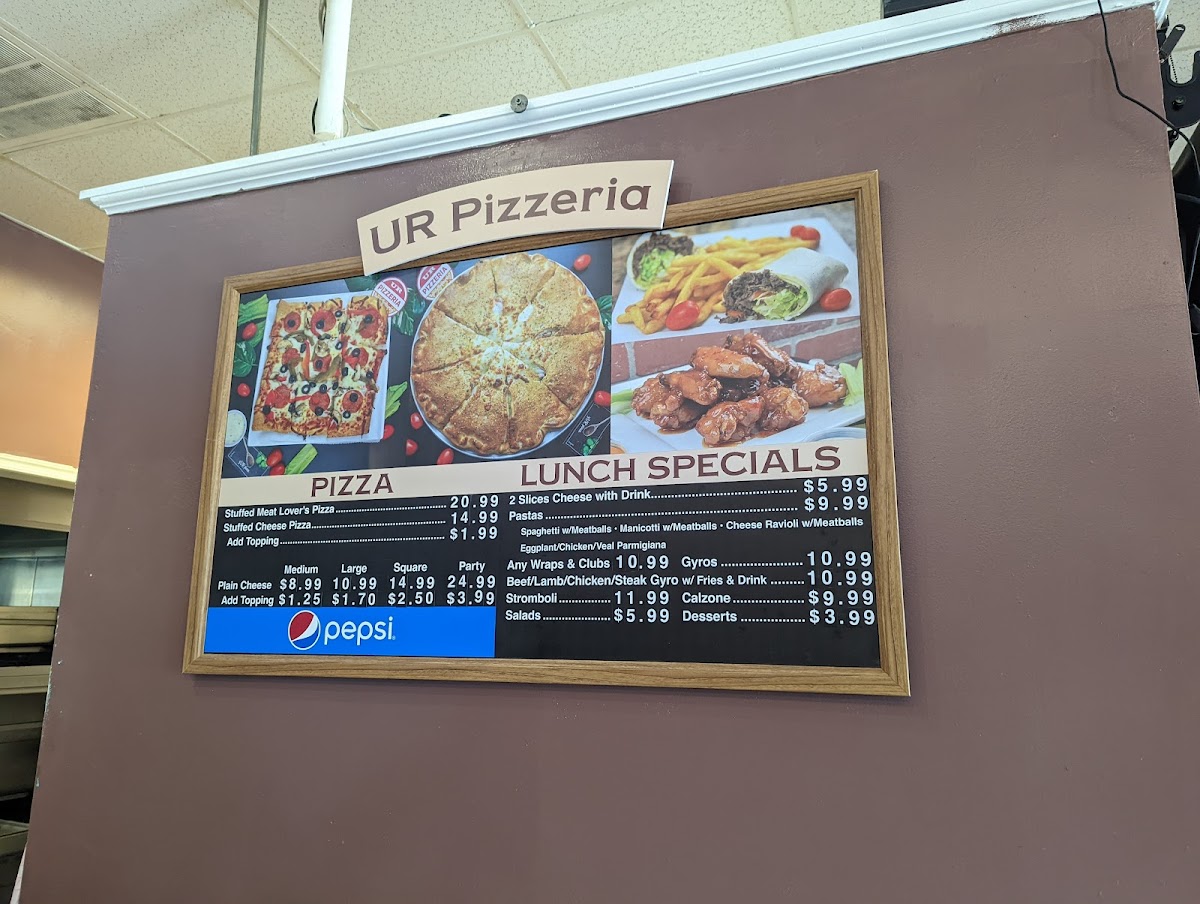 UR Pizzeria
UR
PIZZERIA
UR
PIZZERIA
PIZZA
Stuffed Meat Lover's Pizza 20.99
Stuffed Cheese Pizza 14.99
Add Topping $1.99
Medium Large Square Party
Plain Cheese $8.99 10.99 14.99 24.99
Add Topping $1.25 $1.70 $2.50 $3.99
pepsi
LUNCH SPECIALS
2 Slices Cheese with Drink $5.99
Pastas $9.99
Spaghetti w/Meatballs • Manicotti w/Meatballs • Cheese Ravioli w/Meatballs
Eggplant/Chicken/Veal Parmigiana
Any Wraps & Clubs 10.99 Gyros 10.99
Beef/Lamb/Chicken/Steak Gyro w/ Fries & Drink 10.99
Stromboli 11.99 Calzone $9.99
Salads $5.99 Desserts $3.99